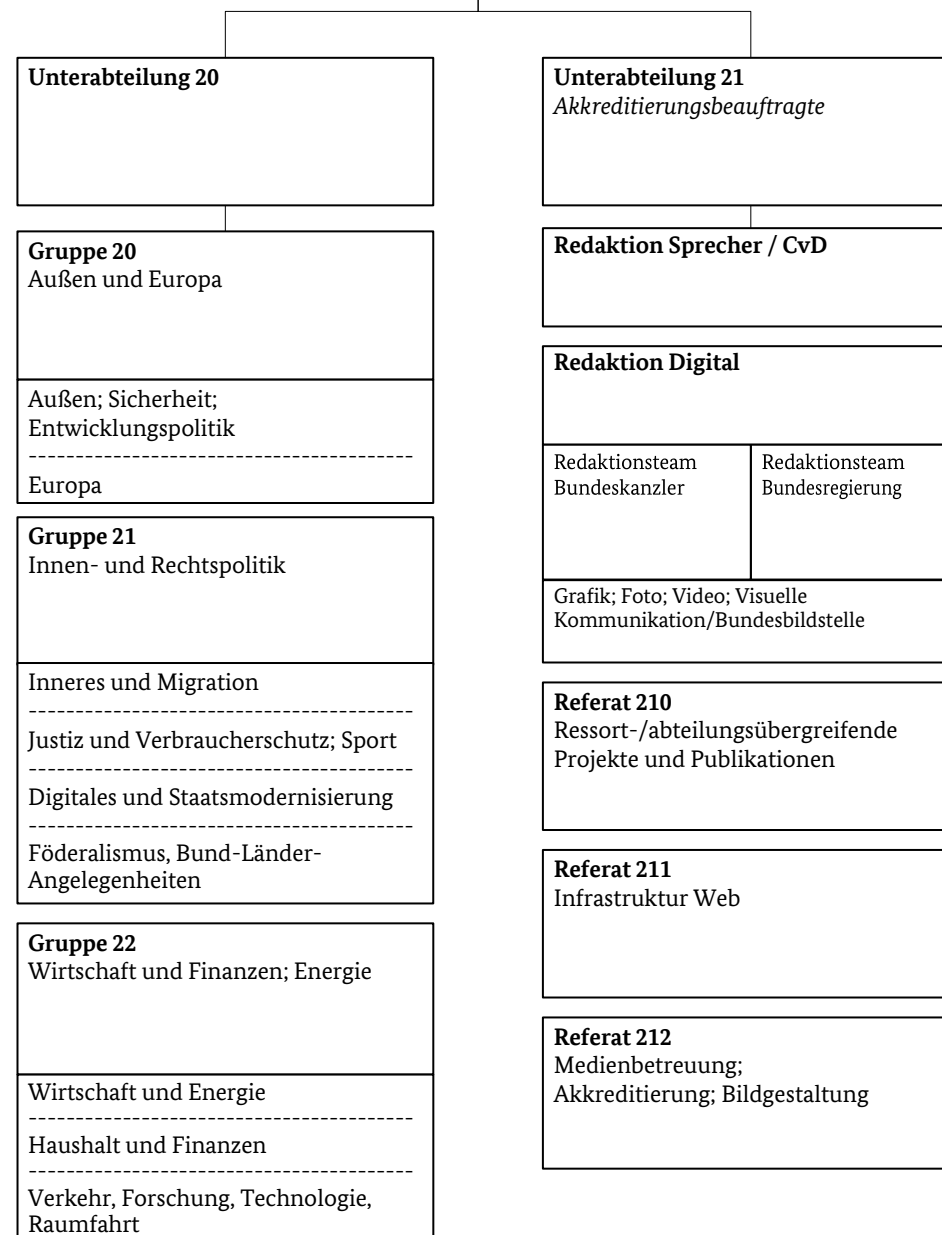 Unterabteilung 20
Gruppe 20
Außen und Europa
Außen; Sicherheit;
Entwicklungspolitik
-----------------------------------------
Europa
Gruppe 21
Innen- und Rechtspolitik
Inneres und Migration
-----------------------------------------
Justiz und Verbraucherschutz; Sport
-----------------------------------------
Digitales und Staatsmodernisierung
-----------------------------------------
Föderalismus, Bund-Länder-
Angelegenheiten
Gruppe 22
Wirtschaft und Finanzen; Energie
Wirtschaft und Energie
-----------------------------------------
Haushalt und Finanzen
-----------------------------------------
Verkehr, Forschung, Technologie,
Raumfahrt
Unterabteilung 21
Akkreditierungsbeauftragte
Redaktion Sprecher / CvD
Redaktion Digital
Redaktionsteam
Bundeskanzler
Redaktionsteam
Bundesregierung
Grafik; Foto; Video; Visuelle
Kommunikation/Bundesbildstelle
Referat 210
Ressort-/abteilungsübergreifende
Projekte und Publikationen
Referat 211
Infrastruktur Web
Referat 212
Medienbetreuung;
Akkreditierung; Bildgestaltung